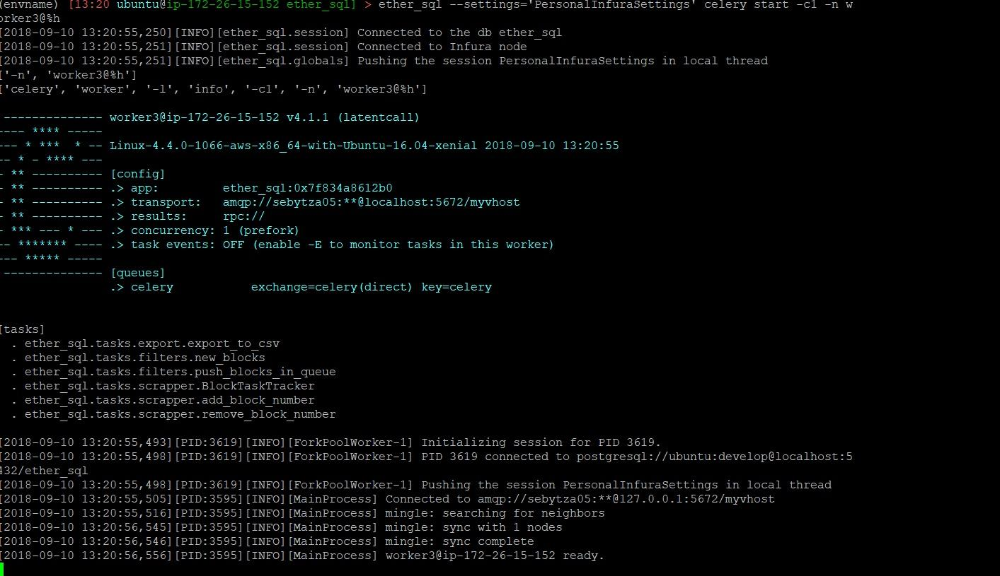 (envname) [13:20 ubuntu@ip-172-26-15-152 ether_sql] > ether_sql --settings='PersonalInfuraSettings' celery start -c1 -n w
orker3@%h
[2018-09-10 13:20:55,250][INFO][ether_sql.session] Connected to the db ether_sql
[2018-09-10 13:20:55,251][INFO][ether_sql.session] Connected to Infura node
[2018-09-10 13:20:55,251][INFO][ether_sql.globals] Pushing the session PersonalInfuraSettings in local thread
['-n', 'worker3@%h']
['celery', 'worker', '-l', 'info', '-c1', '-n', 'worker3@%h']
-------------- worker3@ip-172-26-15-152 v4.1.1 (latentcall)
---- **** -----
--- * ***  * -- Linux-4.4.0-1066-aws-x86_64-with-Ubuntu-16.04-xenial 2018-09-10 13:20:55
-- * - **** ---
- ** ---------- [config]
- ** ---------- .> app:         ether_sql:0x7f834a8612b0
- ** ---------- .> transport:   amqp://sebytza05:**@localhost:5672/myvhost
- ** ---------- .> results:     rpc://
- *** --- * --- .> concurrency: 1 (prefork)
-- ******* ---- .> task events: OFF (enable -E to monitor tasks in this worker)
--- ***** -----
-------------- [queues]
.> celery           exchange=celery(direct) key=celery
[tasks]
. ether_sql.tasks.export.export_to_csv
. ether_sql.tasks.filters.new_blocks
. ether_sql.tasks.filters.push_blocks_in_queue
. ether_sql.tasks.scrapper.BlockTaskTracker
. ether_sql.tasks.scrapper.add_block_number
. ether_sql.tasks.scrapper.remove_block_number
[2018-09-10 13:20:55,493][PID:3619][INFO][ForkPoolWorker-1] Initializing session for PID 3619.
[2018-09-10 13:20:55,498][PID:3619][INFO][ForkPoolWorker-1] PID 3619 connected to postgresql://ubuntu:develop@localhost:5
432/ether_sql
[2018-09-10 13:20:55,498][PID:3619][INFO][ForkPoolWorker-1] Pushing the session PersonalInfuraSettings in local thread
[2018-09-10 13:20:55,505][PID:3595][INFO][MainProcess] Connected to amqp://sebytza05:**@127.0.0.1:5672/myvhost
[2018-09-10 13:20:55,516][PID:3595][INFO][MainProcess] mingle: searching for neighbors
[2018-09-10 13:20:56,545][PID:3595][INFO][MainProcess] mingle: sync with 1 nodes
[2018-09-10 13:20:56,546][PID:3595][INFO][MainProcess] mingle: sync complete
[2018-09-10 13:20:56,556][PID:3595][INFO][MainProcess] worker3@ip-172-26-15-152 ready.